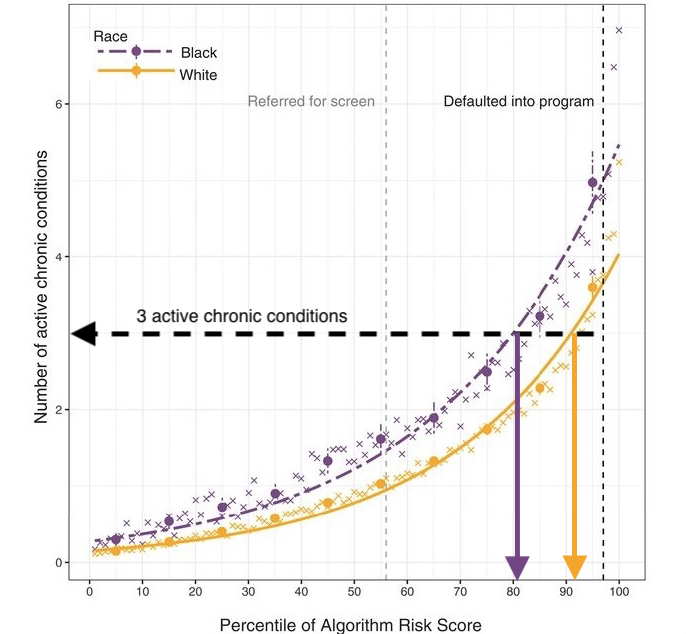 Race
Black
White
Referred for screen
Defaulted into program
3 active chronic conditions
Number of active chronic conditions
6
4
2
0
0 10 20 30 40 50 60 70 80 90 100
Percentile of Algorithm Risk Score